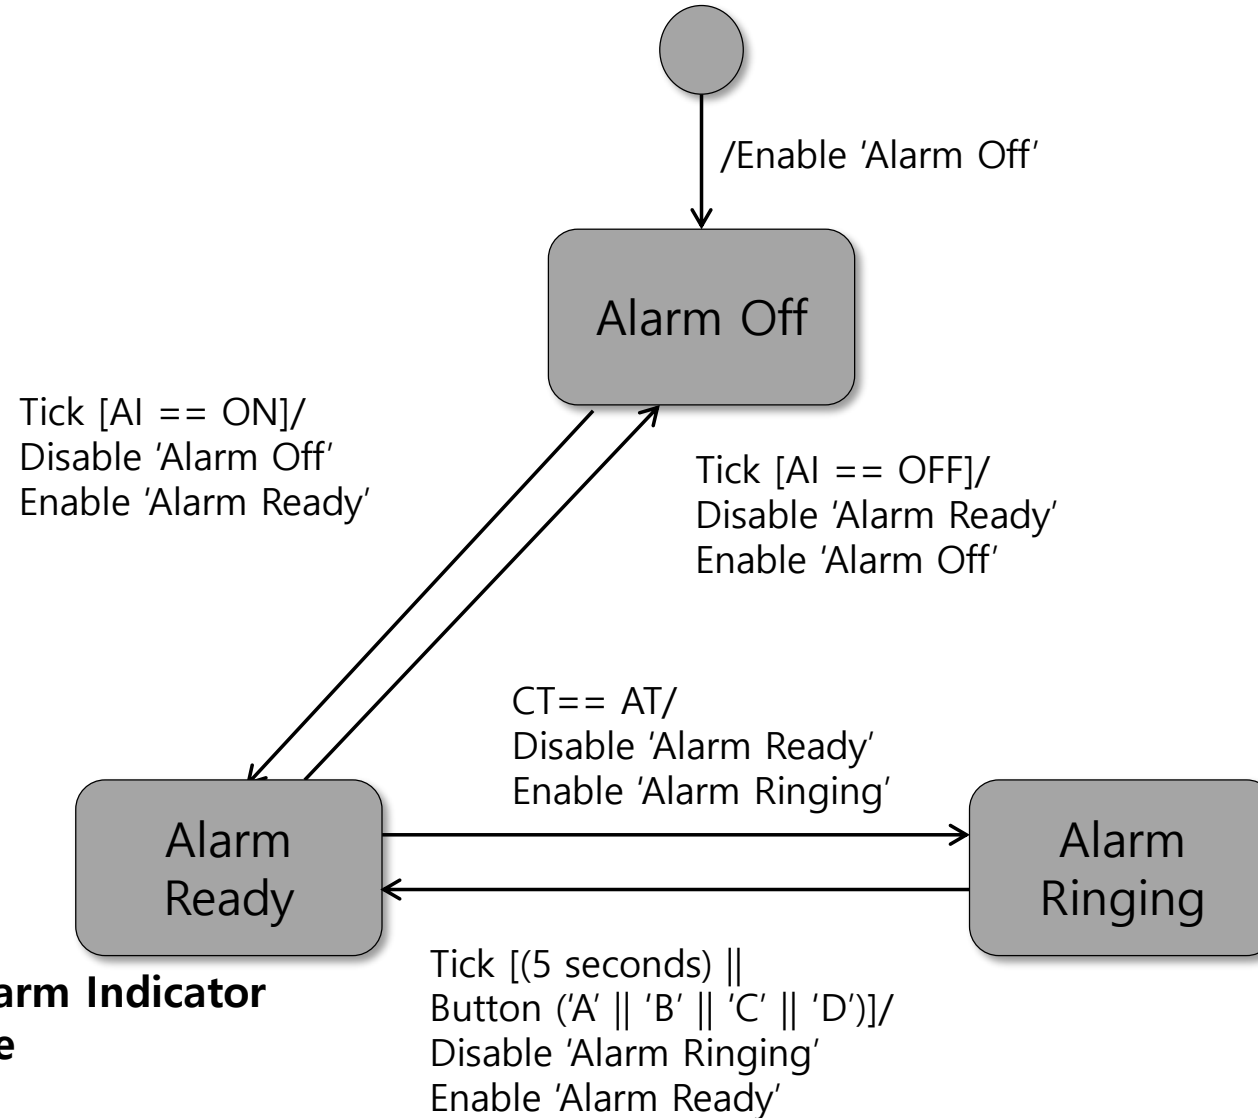 /Enable 'Alarm Off'
Alarm Off
Tick [AI == ON]/
Disable 'Alarm Off'
Enable 'Alarm Ready'
Tick [AI == OFF]/
Disable 'Alarm Ready'
Enable 'Alarm Off'
CT== AT/
Disable 'Alarm Ready'
Enable 'Alarm Ringing'
Alarm
Ready
Alarm
Ringing
Tick [(5 seconds) ||
Button ('A' || 'B' || 'C' || 'D')]/
Disable 'Alarm Ringing'
Enable 'Alarm Ready'
Indicator